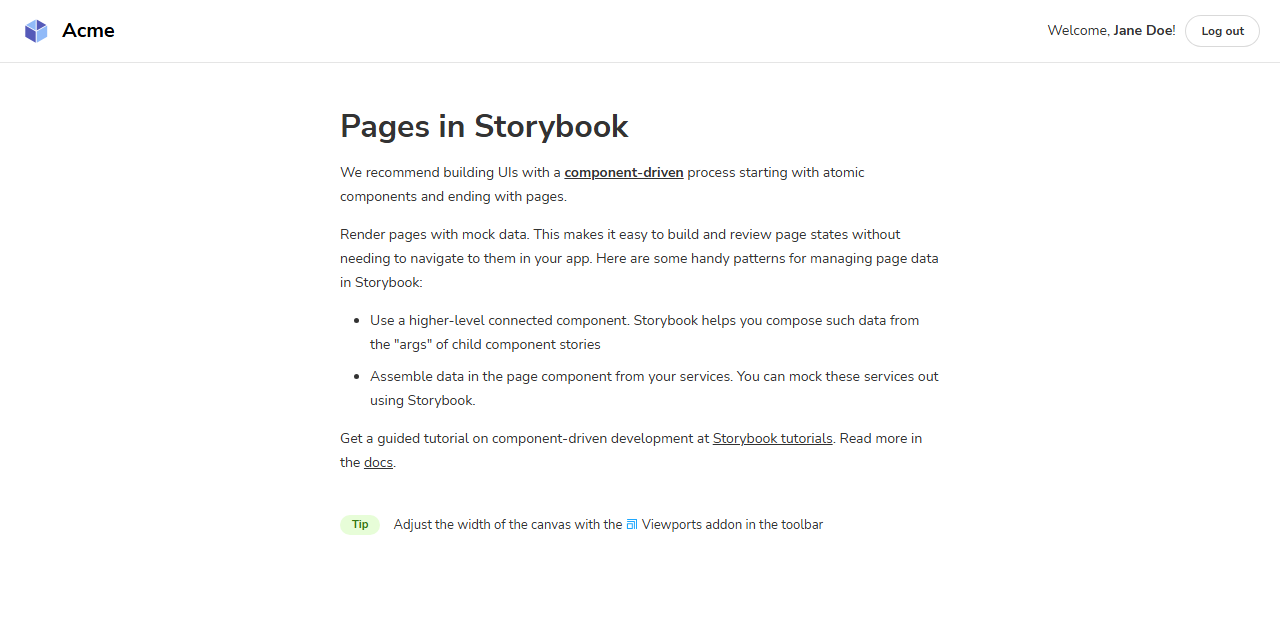 Acme
Welcome, Jane Doe!
Log out
Pages in Storybook
We recommend building UIs with a component-driven process starting with atomic
components and ending with pages.
Render pages with mock data. This makes it easy to build and review page states without
needing to navigate to them in your app. Here are some handy patterns for managing page data
in Storybook:
• Use a higher-level connected component. Storybook helps you compose such data from
the "args" of child component stories
• Assemble data in the page component from your services. You can mock these services out
using Storybook.
Get a guided tutorial on component-driven development at Storybook tutorials. Read more in
the docs.
Tip Adjust the width of the canvas with the Viewports addon in the toolbar